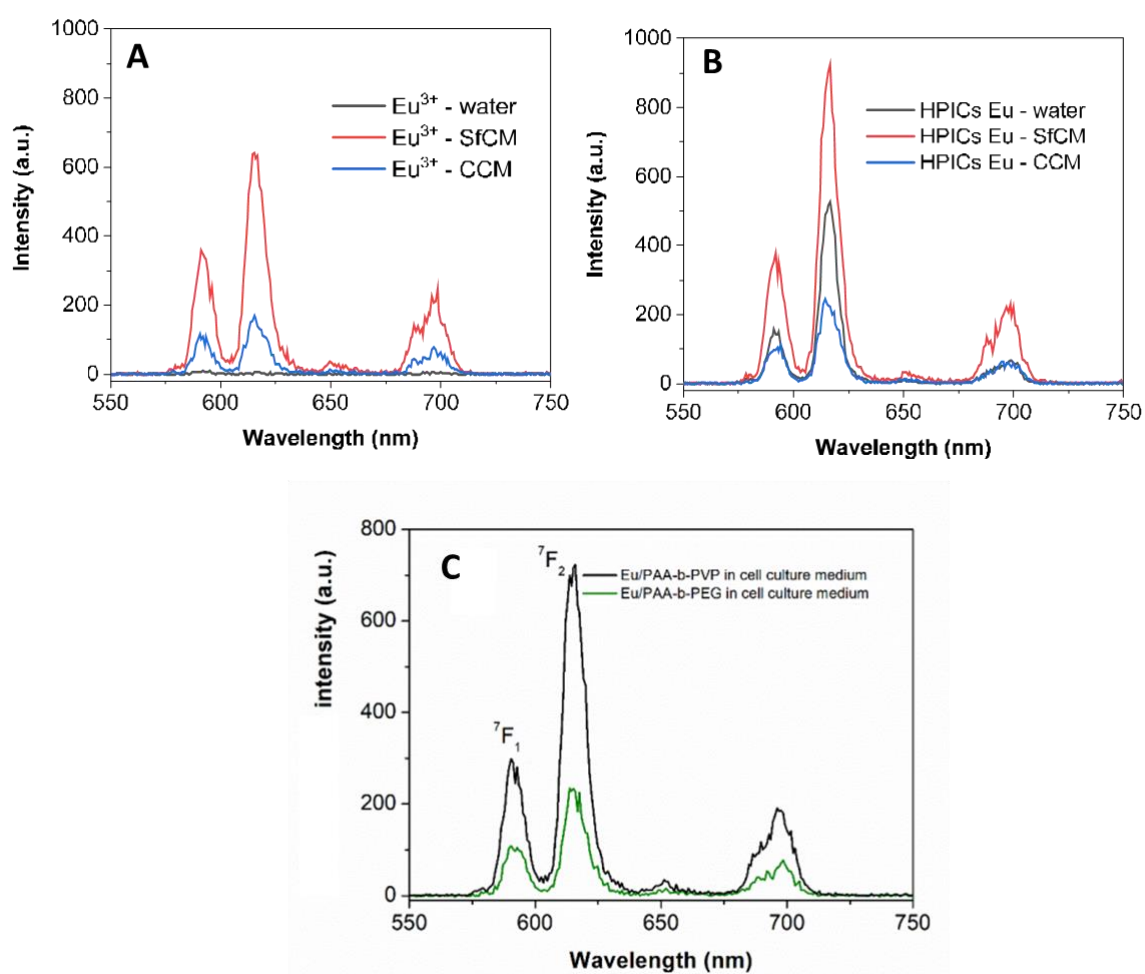 A
1000
800
600
400
200
0
Intensity (a.u.)
Eu³⁺ - water
Eu³⁺ - SfCM
Eu³⁺ - CCM
550 600 650 700 750
Wavelength (nm)
B
1000
800
600
400
200
0
Intensity (a.u.)
HPICs Eu - water
HPICs Eu - SfCM
HPICs Eu - CCM
550 600 650 700 750
Wavelength (nm)
C
800
600
400
200
0
intensity (a.u.)
⁷F₂
⁷F₁
Eu/PAA-b-PVP in cell culture medium
Eu/PAA-b-PEG in cell culture medium
550 600 650 700 750
Wavelength (nm)